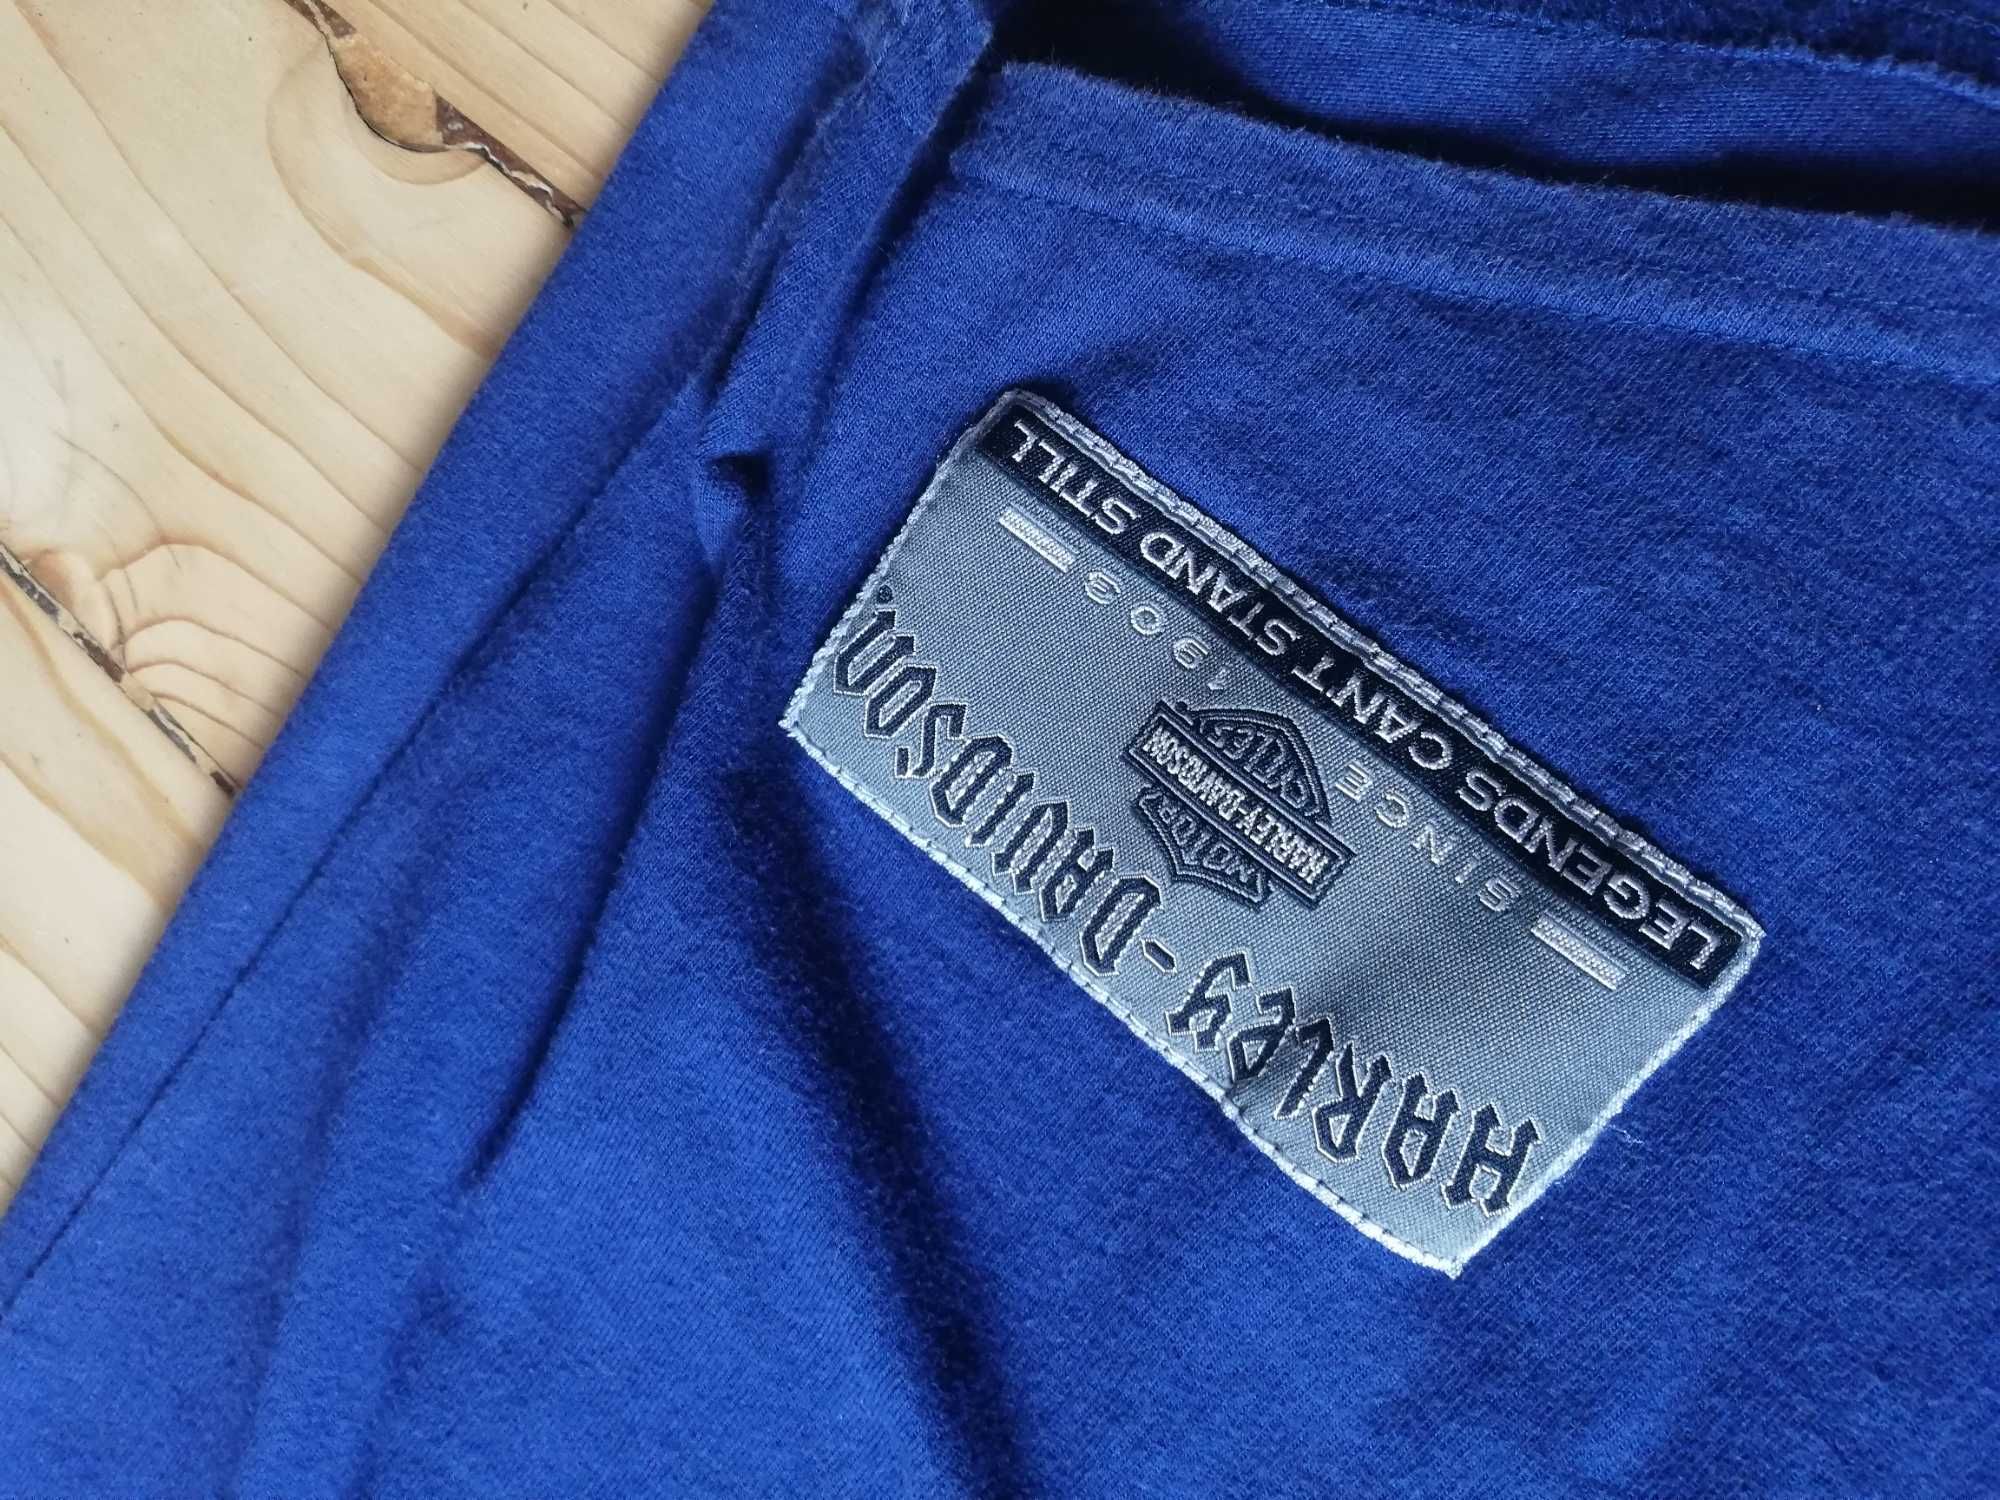 LEGENDS CAN'T STAND STILL
SINCE 1903
MOTOR
HARLEY-DAVIDSON
CYCLES
HARLEY-DAVIDSON